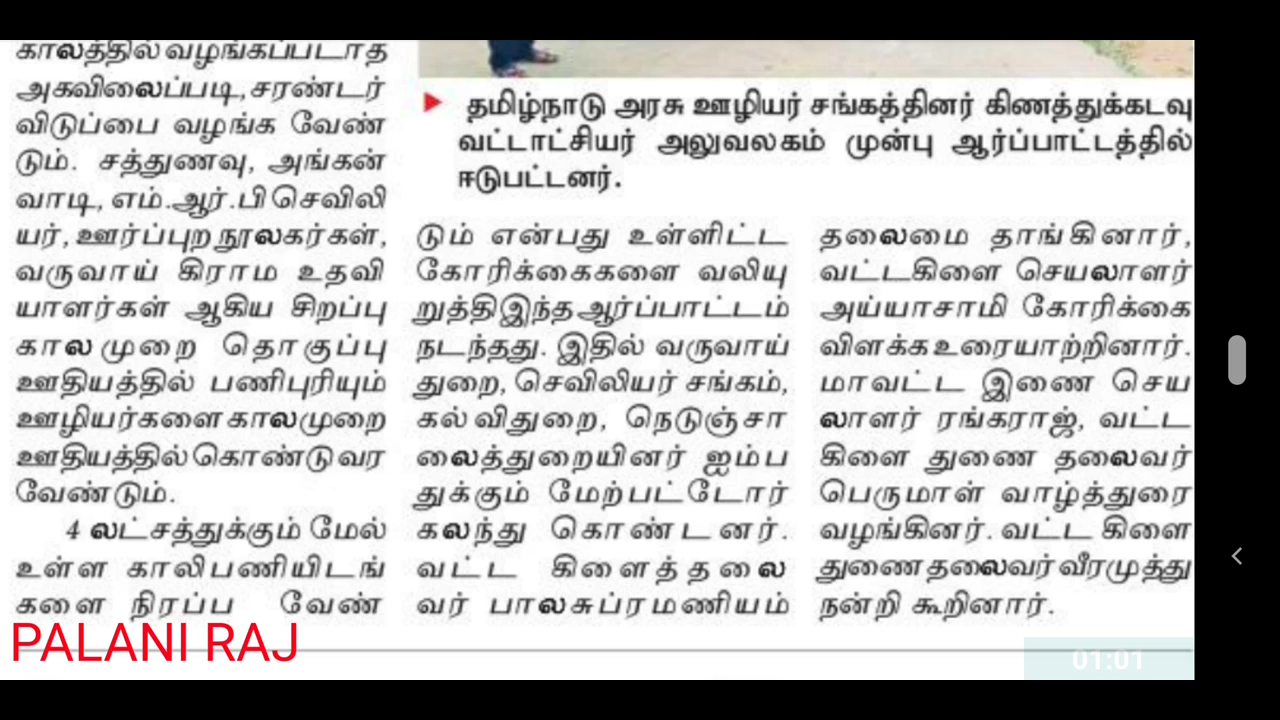 காலத்தில் வழங்கப்படாத
அகவிலைப்படி, சரண்டர்
விடுப்பை வழங்க வேண்
டும். சத்துணவு, அங்கன்
வாடி, எம்.ஆர்.பி செவிலி
யர், ஊர்ப்புற நூலகர்கள்,
வருவாய் கிராம உதவி
யாளர்கள் ஆகிய சிறப்பு
கால முறை தொகுப்பு
ஊதியத்தில் பணிபுரியும்
ஊழியர்களை காலமுறை
ஊதியத்தில் கொண்டு வர
வேண்டும்.
4 லட்சத்துக்கும் மேல்
உள்ள காலிபணியிடங்
களை நிரப்ப வேண்
தமிழ்நாடு அரசு ஊழியர் சங்கத்தினர் கிணத்துக்கடவு
வட்டாட்சியர் அலுவலகம் முன்பு ஆர்ப்பாட்டத்தில்
ஈடுபட்டனர்.
டும் என்பது உள்ளிட்ட
கோரிக்கைகளை வலியு
றுத்தி இந்த ஆர்ப்பாட்டம்
நடந்தது. இதில் வருவாய்
துறை, செவிலியர் சங்கம்,
கல்விதுறை, நெடுஞ்சா
லைத்துறையினர் ஐம்ப
துக்கும் மேற்பட்டோர்
கலந்து கொண்டனர்.
வட்ட கிளைத்தலை
வர் பாலசுப்ரமணியம்
தலைமை தாங்கினார்,
வட்டகிளை செயலாளர்
அய்யாசாமி கோரிக்கை
விளக்க உரையாற்றினார்.
மாவட்ட இணை செய
லாளர் ரங்கராஜ், வட்ட
கிளை துணை தலைவர்
பெருமாள் வாழ்த்துரை
வழங்கினர். வட்ட கிளை
துணை தலைவர் வீரமுத்து
நன்றி கூறினார்.
PALANI RAJ
01:01